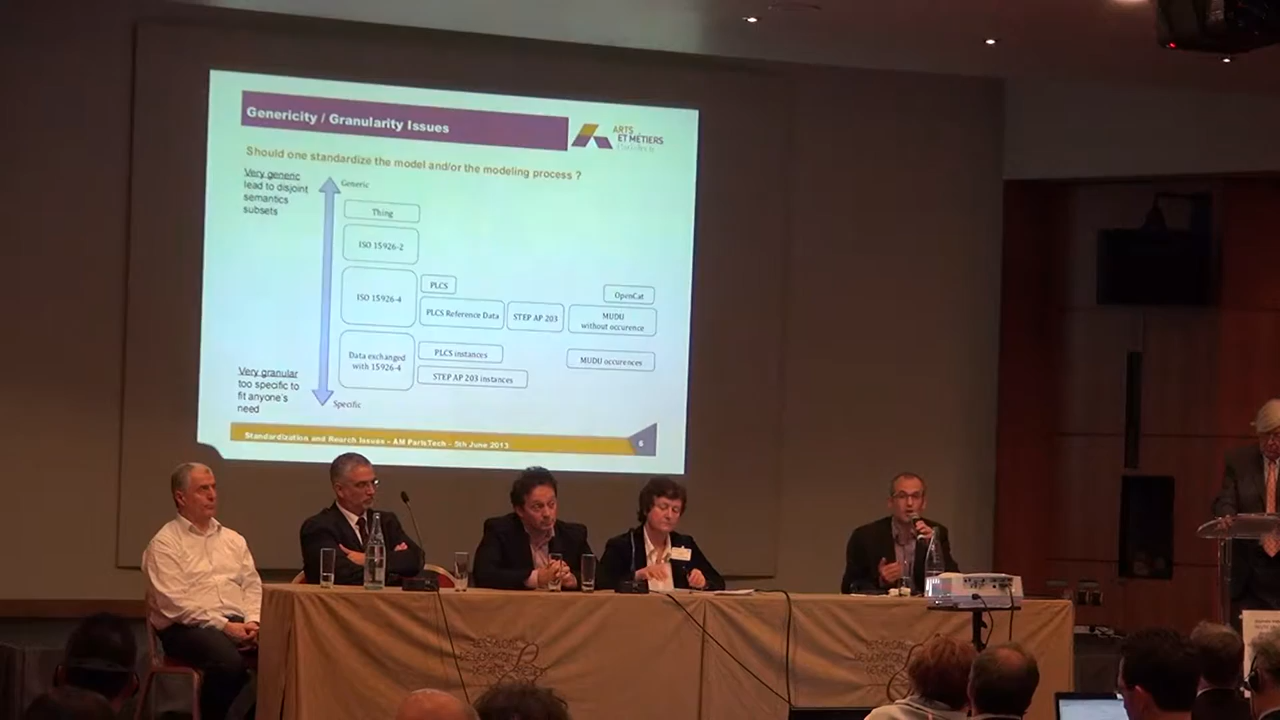 Genericity / Granularity Issues
ARTS
ET MÉTIERS
ParisTech
Should one standardize the model and/or the modeling process ?
Very generic
lead to disjoint
semantics
subsets
Generic
Thing
ISO 15926-2
ISO 15926-4
PLCS
PLCS Reference Data
STEP AP 203
OpenCat
MUDU
without occurence
Data exchanged
with 15926-4
PLCS instances
STEP AP 203 instances
MUDU occurences
Very granular
too specific to
fit anyone's
need
Specific
Standardization and Rearch Issues - AM ParisTech - 5th June 2013
6